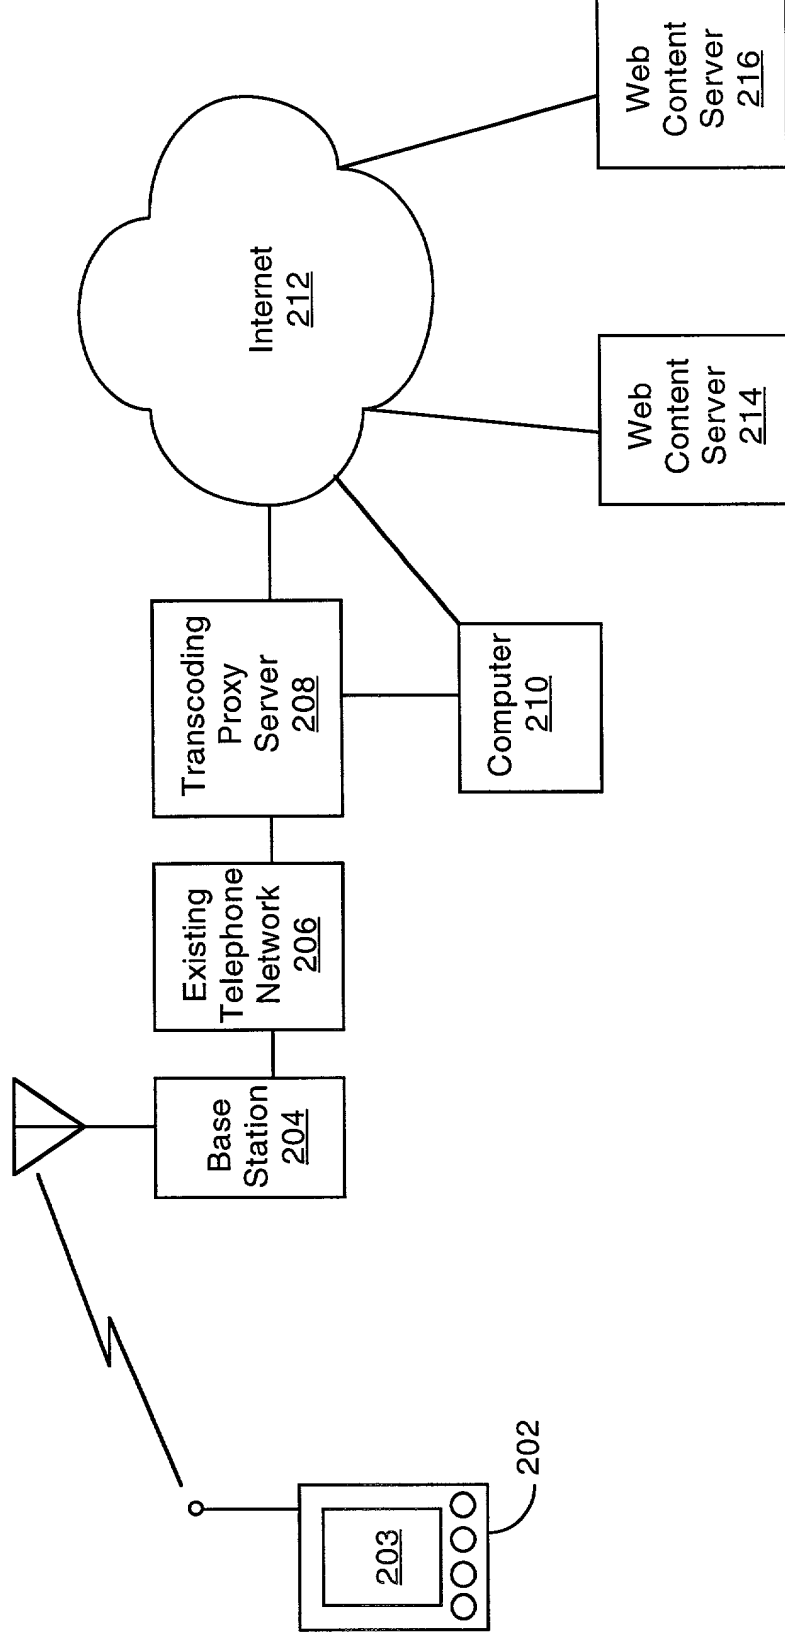 203
202
Base
Station
204
Existing
Telephone
Network
206
Transcoding
Proxy
Server
208
Computer
210
Internet
212
Web
Content
Server
214
Web
Content
Server
216